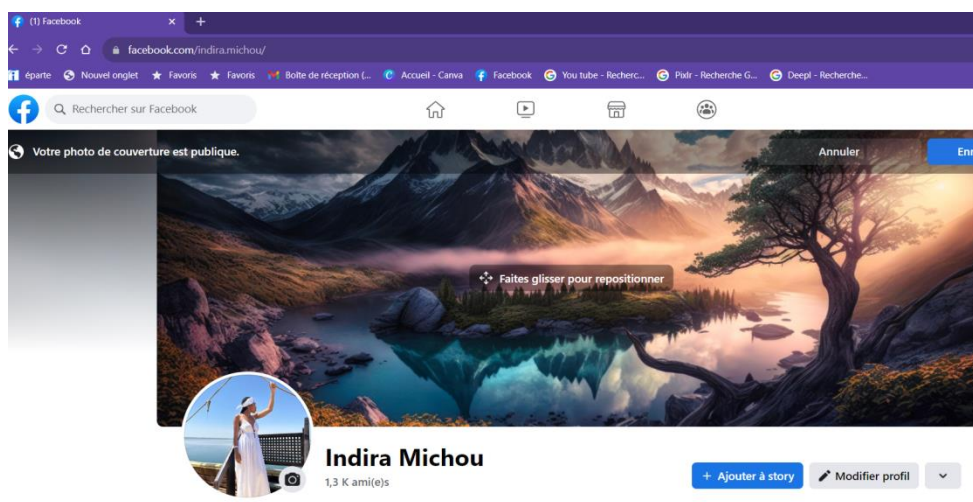 (1) Facebook
facebook.com/indira.michou/
éparte Nouvel onglet Favoris Favoris Boîte de réception (... Accueil - Canva Facebook You tube - Recherc... Pixlr - Recherche G... Deepl - Recherche...
Rechercher sur Facebook
Votre photo de couverture est publique. Annuler Enr
Faites glisser pour repositionner
Indira Michou
1,3 K ami(e)s
+ Ajouter à story Modifier profil